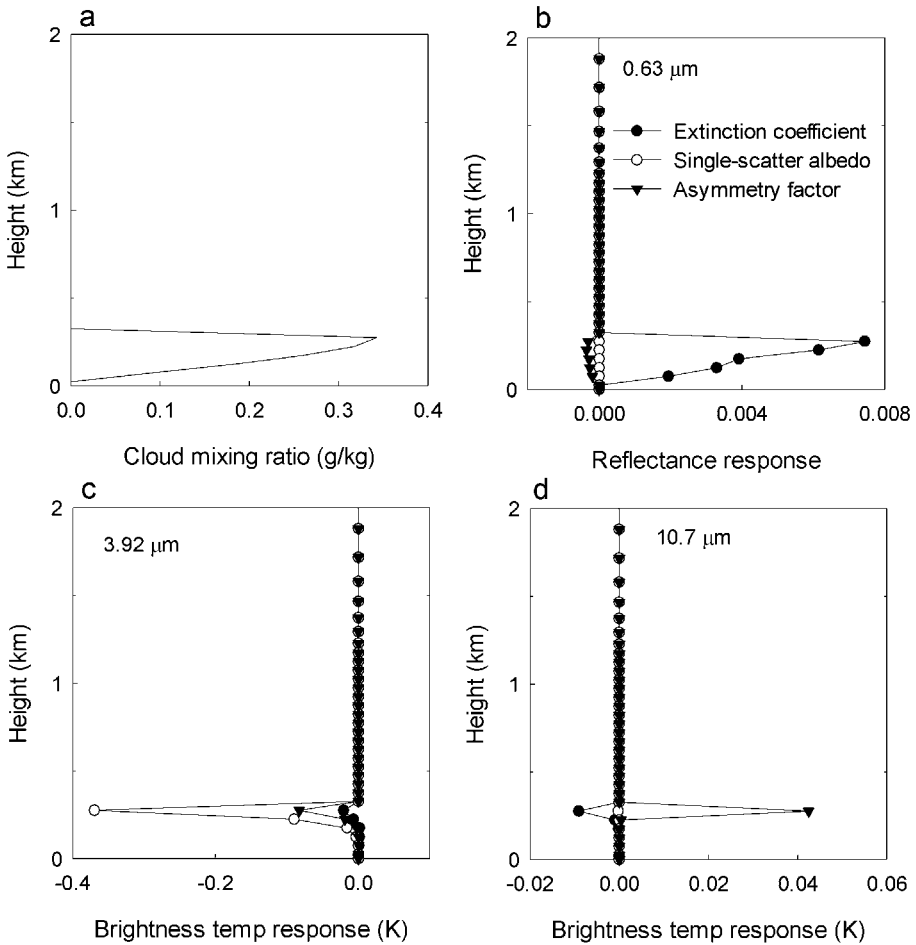 a
2
1
0
Height (km)
0.0 0.1 0.2 0.3 0.4
Cloud mixing ratio (g/kg)
b
2
1
0
Height (km)
0.63 μm
Extinction coefficient
Single-scatter albedo
Asymmetry factor
0.000 0.004 0.008
Reflectance response
c
2
1
0
Height (km)
3.92 μm
-0.4 -0.2 0.0
Brightness temp response (K)
d
2
1
0
Height (km)
10.7 μm
-0.02 0.00 0.02 0.04 0.06
Brightness temp response (K)